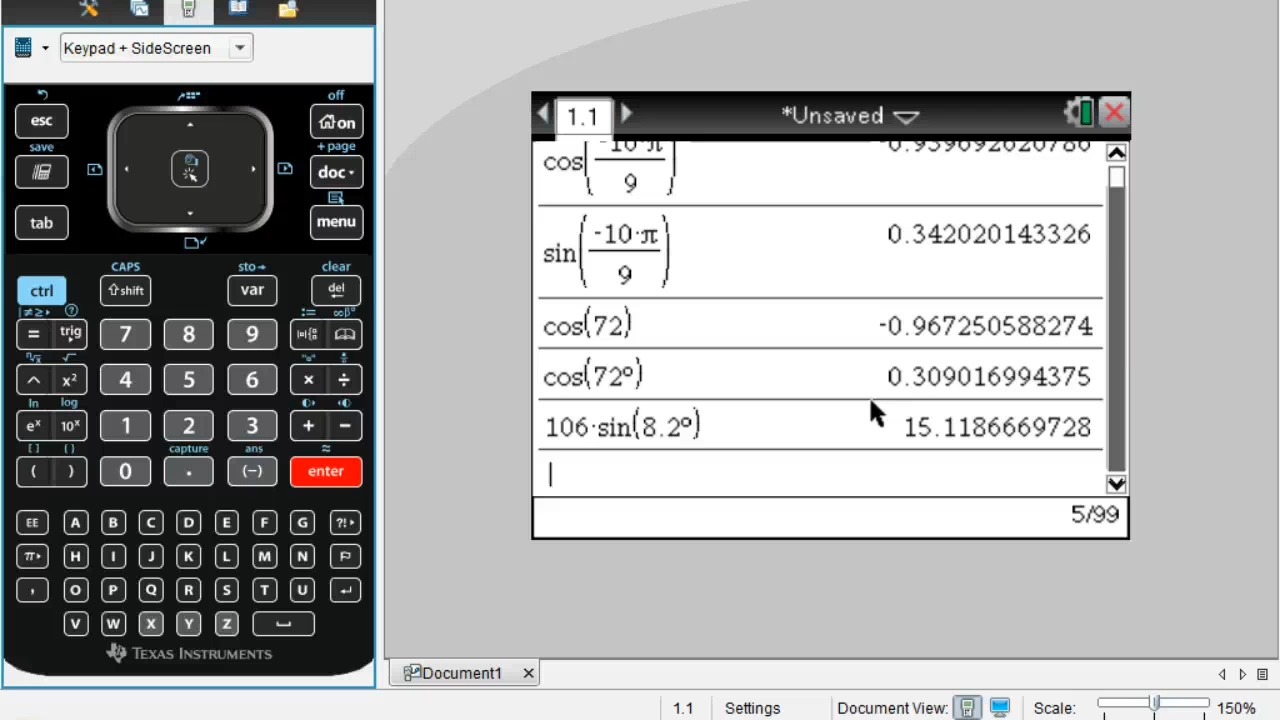 Keypad + SideScreen
off
esc
on
save
+ page
doc
tab
menu
CAPS
sto→
clear
ctrl
⇧shift
var
del
|≠≥▸
:=
∞β°
=
trig
7
8
9
ⁿ√x
√
÷
^
x²
4
5
6
×
÷
ln
log
eˣ
10ˣ
1
2
3
+
−
[ ]
{ }
capture
ans
≈
(
)
0
.
(−)
enter
EE
A
B
C
D
E
F
G
?!▸
π▸
H
I
J
K
L
M
N
,
O
P
Q
R
S
T
U
V
W
X
Y
Z
TEXAS INSTRUMENTS
1.1
*Unsaved
cos(-10·π/9) -0.939692620786
sin(-10·π/9) 0.342020143326
cos(72) -0.967250588274
cos(72°) 0.309016994375
106·sin(8.2°) 15.1186669728
5/99
Document1
1.1
Settings
Document View:
Scale:
150%